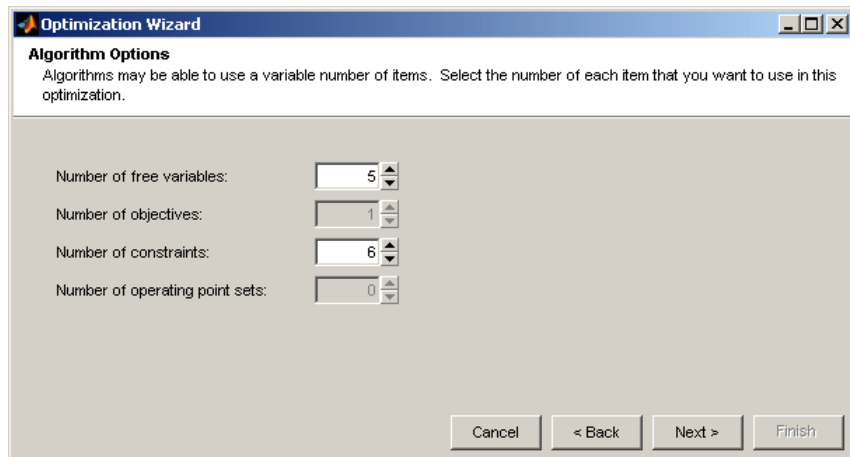 Optimization Wizard
Algorithm Options
Algorithms may be able to use a variable number of items. Select the number of each item that you want to use in this
optimization.
Number of free variables: 5
Number of objectives: 1
Number of constraints: 6
Number of operating point sets: 0
Cancel < Back Next > Finish